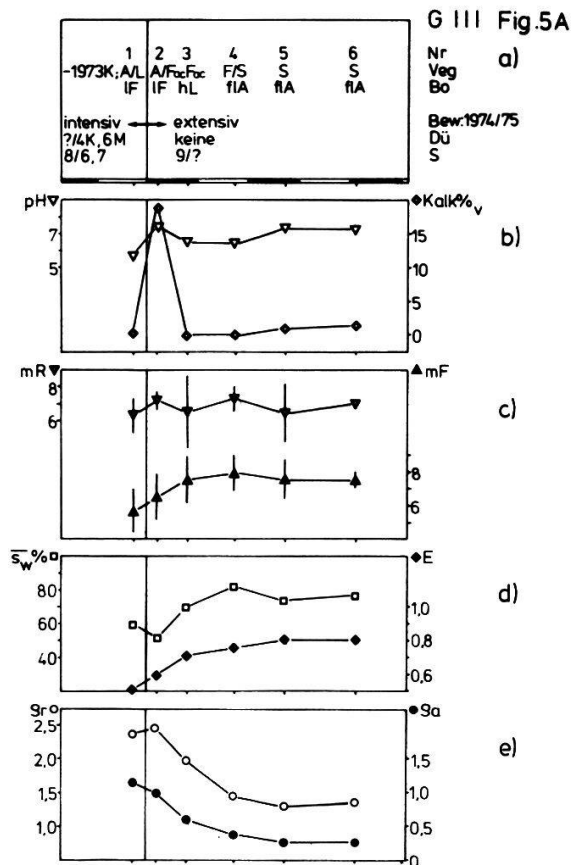 G III Fig.5A
1 2 3 4 5 6 Nr a)
-1973K; A/L A/Fac Fac F/S S S Veg
lF lF hL flA flA flA Bo
intensiv ↔ extensiv Bew:1974/75
?/4K, 6M keine Dü
8/6, 7 9/? S
pH▽ ◈Kalk%v
7 15 b)
5 10
5
0
mR▼ ▲mF
8 c)
6
8
6
s̅w̅%□ ◆E
80 d)
60 1,0
40 0,8
0,6
gr○ ●ga
2,5
2,0 1,5 e)
1,5 1,0
1,0 0,5
0